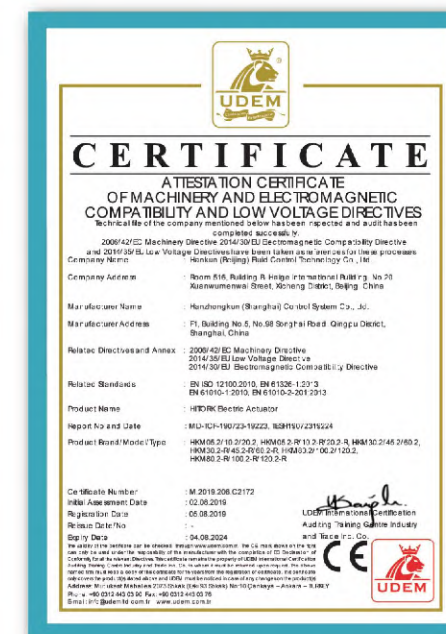 UDEM
CERTIFICATE
ATTESTATION CERTIFICATE
OF MACHINERY AND ELECTROMAGNETIC
COMPATIBILITY AND LOW VOLTAGE DIRECTIVES
Technical file of the company mentioned below has been inspected and audit has been
completed successfully.
2006/42/EC Machinery Directive 2014/30/EU Electromagnetic Compatibility Directive
and 2014/35/EU Low Voltage Directives have been taken as references for these processes
Company Name : Hankun (Beijing) Fluid Control Technology Co., Ltd.
Company Address : Room 516, Building B Haige International Building, No 20
Xuanwumenwai Street, Xicheng District, Beijing China
Manufacturer Name : Hanzhongkun (Shanghai) Control System Co., Ltd.
Manufacturer Address : F1, Building No.5, No.98 Songhai Road Qingpu District,
Shanghai, China
Related Directives and Annex : 2006/42/EC Machinery Directive
2014/35/EU Low Voltage Directive
2014/30/EU Electromagnetic Compatibility Directive
Related Standards : EN ISO 12100:2010, EN 61326-1:2013
EN 61010-1:2010, EN 61010-2-201:2013
Product Name : HITORK Electric Actuator
Report No and Date
Product Brand/Model/Type
Certificate Number : M.2019.206.C2172
Initial Assessment Date : 02.08.2019
Registration Date : 05.08.2019
Reissue Date/No : -
Expiry Date : 04.08.2024
UDEM International Certification
Auditing Training Centre Industry
and Trade Inc. Co.
CE
UDEM